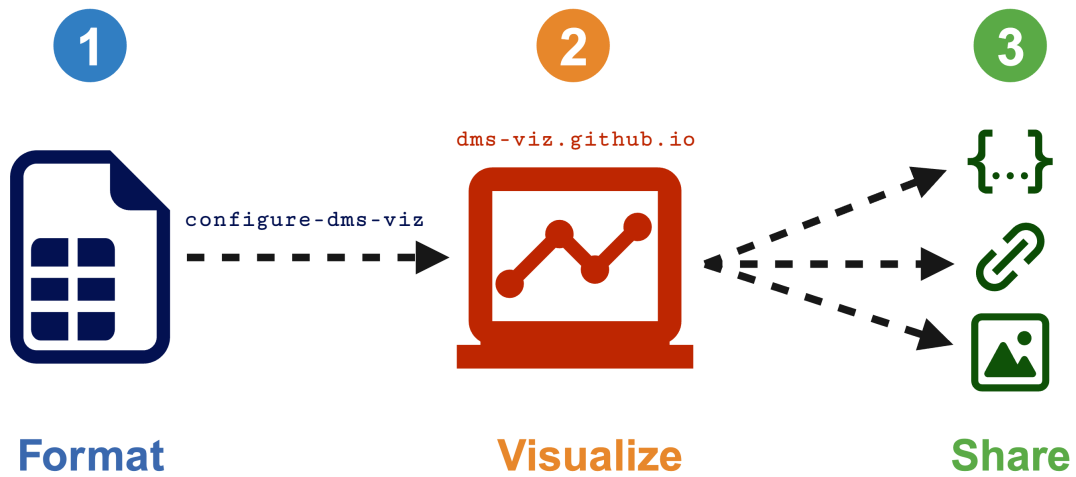 1
2
3
dms-viz.github.io
{...}
configure-dms-viz
Format
Visualize
Share